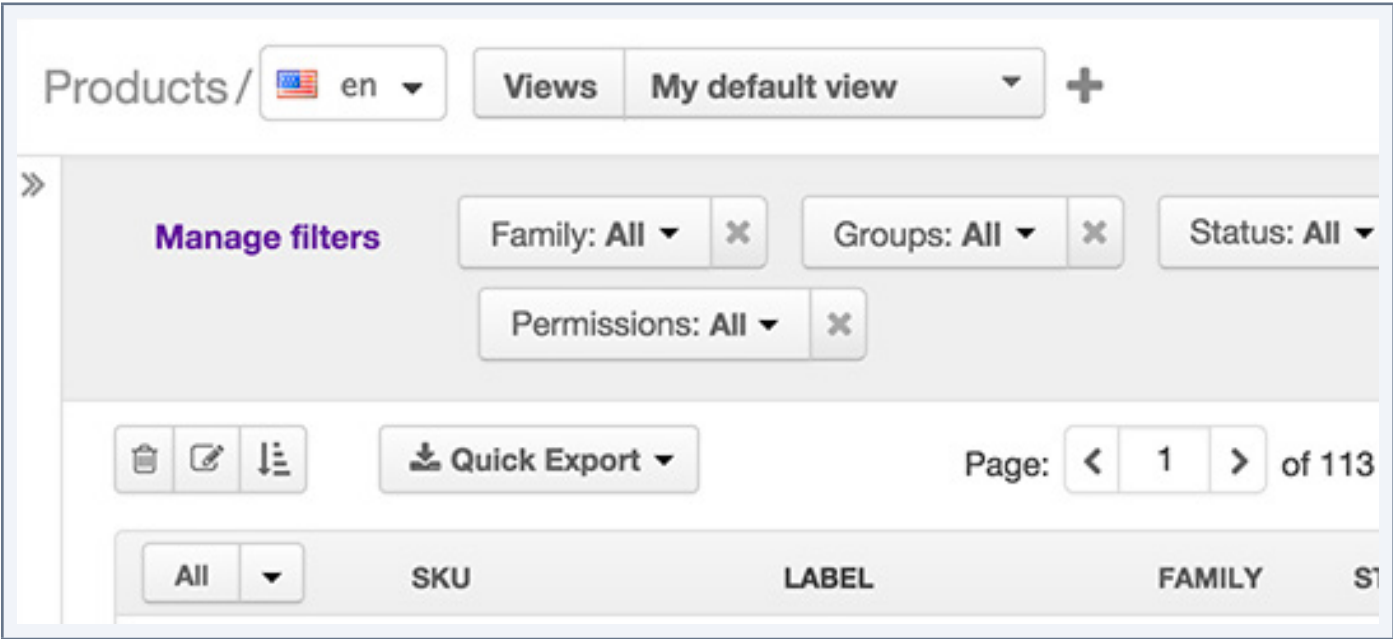 Products / en Views My default view
Manage filters Family: All Groups: All Status: All
Permissions: All
Quick Export Page: 1 of 113
All SKU LABEL FAMILY ST